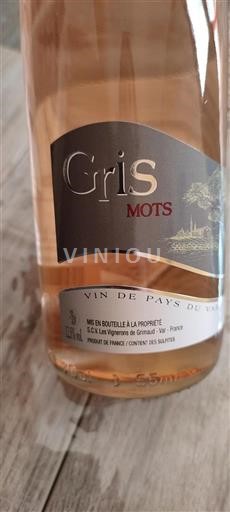 Gris
MOTS
VINIOU
VIN DE PAYS DU VAR
MIS EN BOUTEILLE À LA PROPRIÉTÉ
S.C.V. Les Vignerons de Grimaud - Var - France
PRODUIT DE FRANCE / CONTIENT DES SULFITES